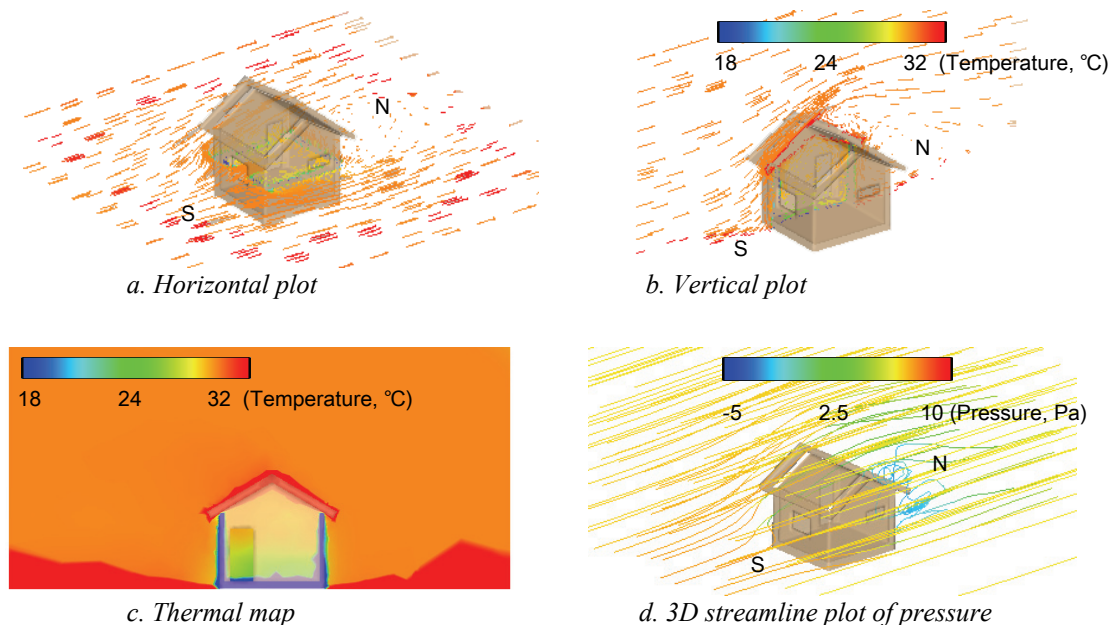 N
S
a. Horizontal plot
18 24 32 (Temperature, ℃)
N
S
b. Vertical plot
18 24 32 (Temperature, ℃)
c. Thermal map
-5 2.5 10 (Pressure, Pa)
N
S
d. 3D streamline plot of pressure